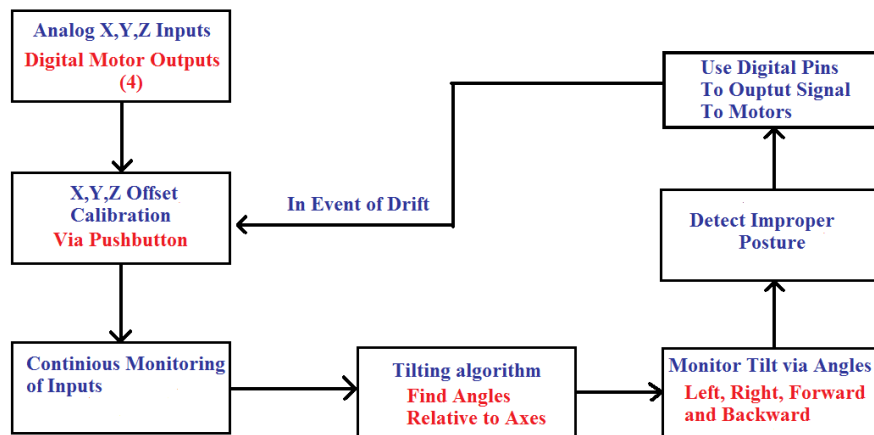 Analog X,Y,Z Inputs
Digital Motor Outputs
(4)
X,Y,Z Offset
Calibration
Via Pushbutton
Continious Monitoring
of Inputs
Tilting algorithm
Find Angles
Relative to Axes
Monitor Tilt via Angles
Left, Right, Forward
and Backward
Detect Improper
Posture
Use Digital Pins
To Ouptut Signal
To Motors
In Event of Drift